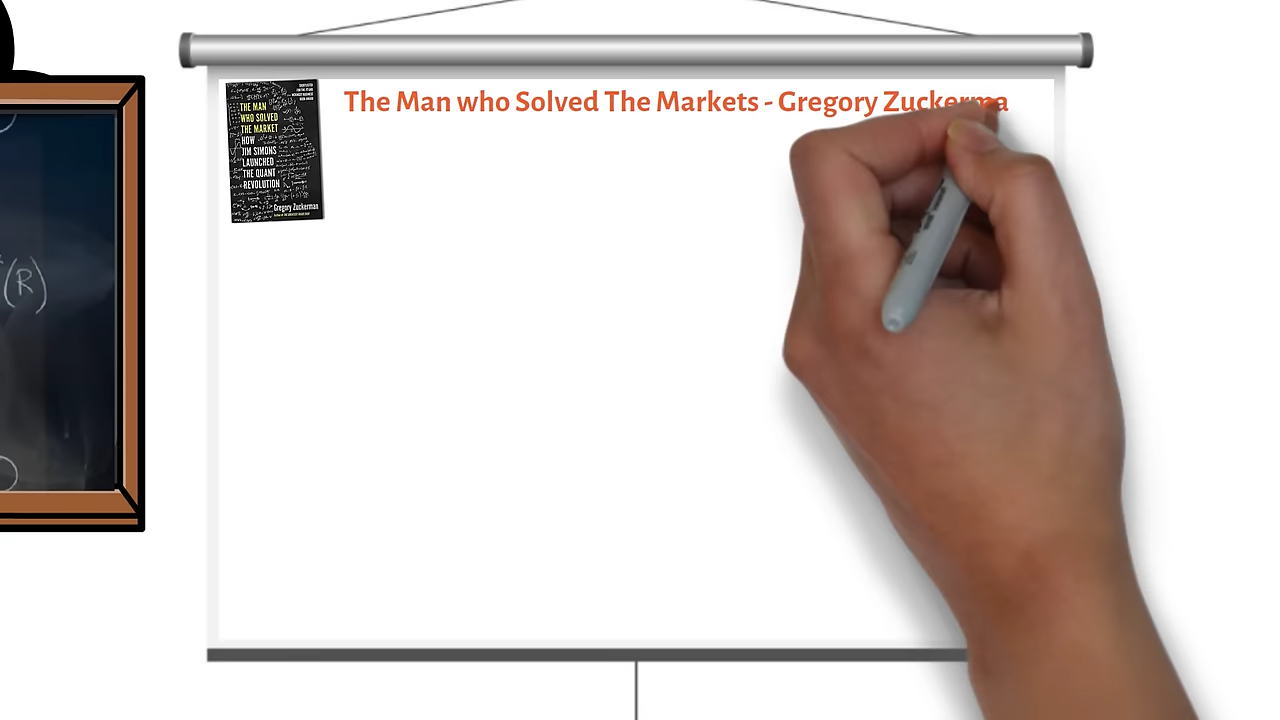 The Man who Solved The Markets - Gregory Zuckerma
THE MAN
WHO SOLVED
THE MARKET
HOW
JIM SIMONS
LAUNCHED
THE QUANT
REVOLUTION
Gregory Zuckerman
(R)